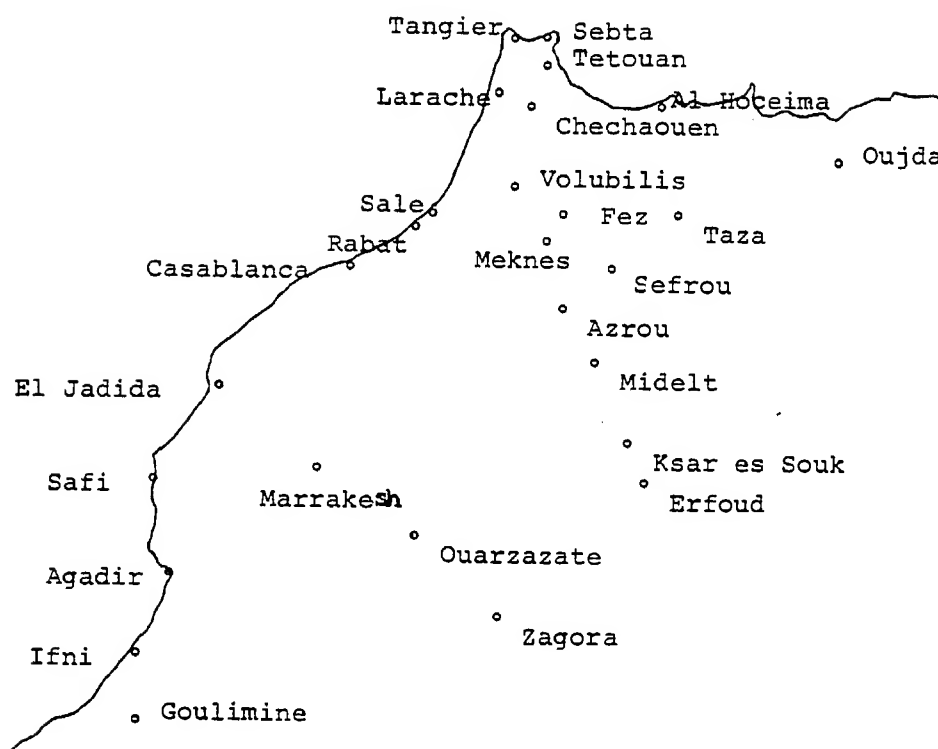 Tangier
Sebta
Tetouan
Larache
Al Hoceima
Chechaouen
Oujda
Volubilis
Sale
Fez
Taza
Rabat
Meknes
Casablanca
Sefrou
Azrou
El Jadida
Midelt
Ksar es Souk
Safi
Marrakesh
Erfoud
Ouarzazate
Agadir
Zagora
Ifni
Goulimine